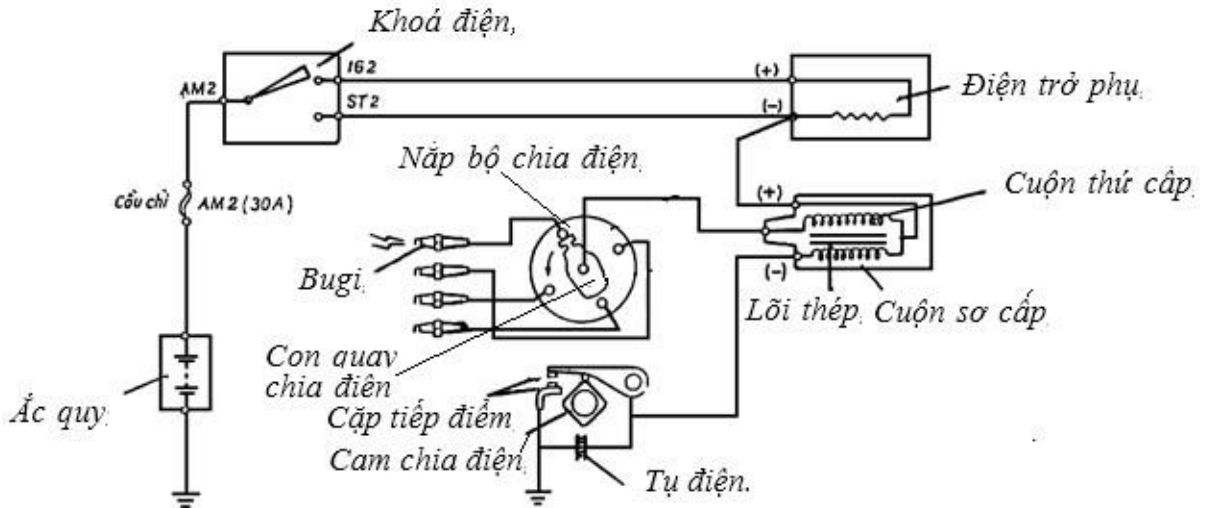 Khoá điện,
AM2
IG2
ST2
(+)
(-)
Điện trở phụ,
Nắp bộ chia điện,
Cầu chì AM2 (30A)
(+)
Cuộn thứ cấp,
Bugi,
(-)
Lõi thép, Cuộn sơ cấp,
Con quay
chia điện
Ắc quy,
Cặp tiếp điểm,
Cam chia điện,
Tụ điện.